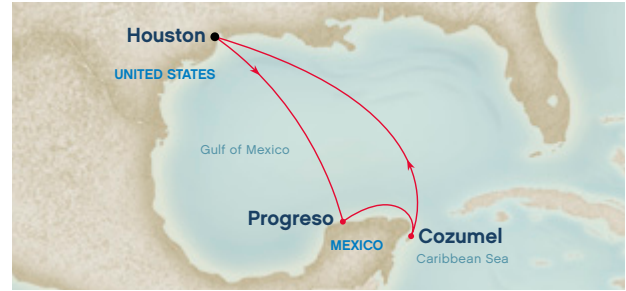 Houston
UNITED STATES
Gulf of Mexico
Progreso
MEXICO
Cozumel
Caribbean Sea